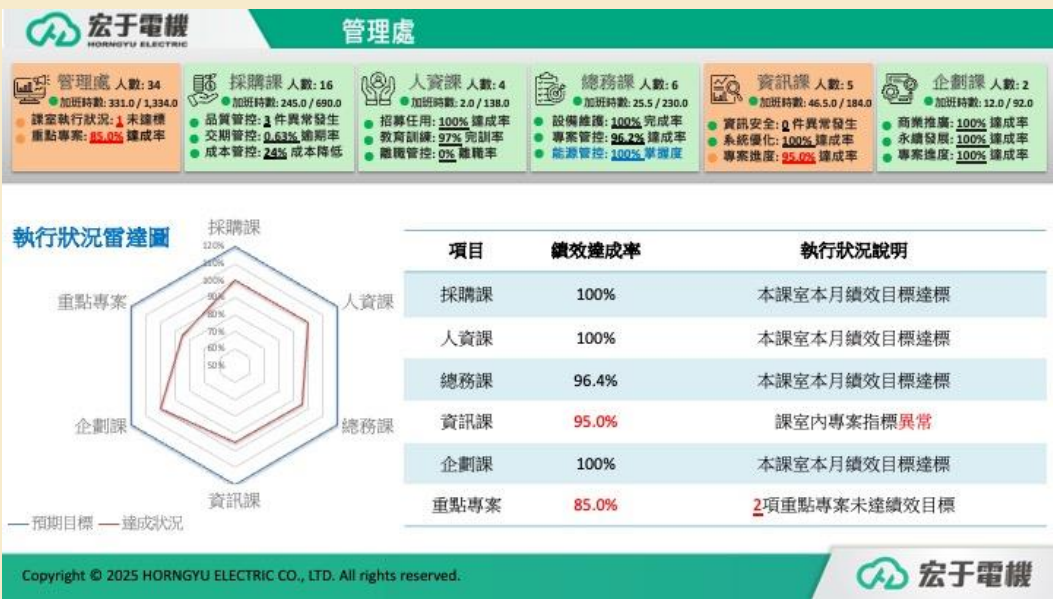 宏于電機
HORNGYU ELECTRIC
管理處
管理處 人數: 34
加班時數: 331.0 / 1,334.0
課室執行狀況: 1 未達標
重點專案: 85.0% 達成率
採購課 人數: 16
加班時數: 245.0 / 690.0
品質管控: 3 件異常發生
交期管控: 0.63% 逾期率
成本管控: 24% 成本降低
人資課 人數: 4
加班時數: 2.0 / 138.0
招募任用: 100% 達成率
教育訓練: 97% 完訓率
離職管控: 0% 離職率
總務課 人數: 6
加班時數: 25.5 / 230.0
設備維護: 100% 完成率
專案管控: 96.2% 達成率
能源管控: 100% 掌握度
資訊課 人數: 5
加班時數: 46.5.0 / 184.0
資訊安全: 0 件異常發生
系統優化: 100% 達成率
專案進度: 95.0% 達成率
企劃課 人數: 2
加班時數: 12.0 / 92.0
商業推廣: 100% 達成率
永續發展: 100% 達成率
專案進度: 100% 達成率
執行狀況雷達圖
採購課
120%
110%
100%
90%
80%
70%
60%
50%
重點專案
人資課
企劃課
總務課
資訊課
預期目標
達成狀況
項目 績效達成率 執行狀況說明
採購課 100% 本課室本月績效目標達標
人資課 100% 本課室本月績效目標達標
總務課 96.4% 本課室本月績效目標達標
資訊課 95.0% 課室內專案指標異常
企劃課 100% 本課室本月績效目標達標
重點專案 85.0% 2項重點專案未達績效目標
Copyright © 2025 HORNGYU ELECTRIC CO., LTD. All rights reserved.
宏于電機